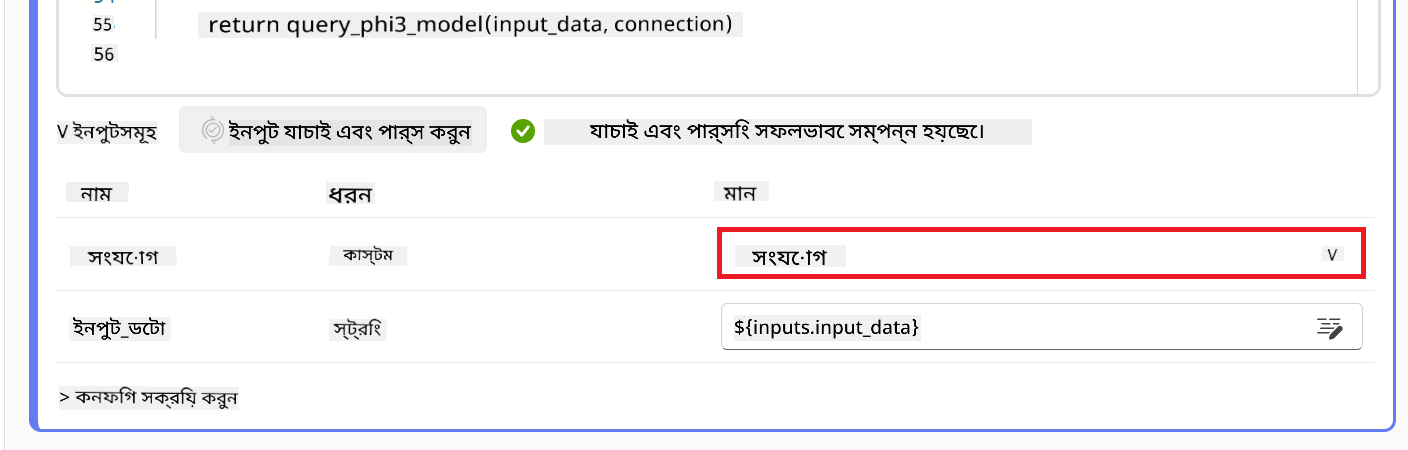 55 return query_phi3_model(input_data, connection)
56
V ইনপুটসমূহ ইনপুট যাচাই এবং পার্স করুন যাচাই এবং পার্সিং সফলভাবে সম্পন্ন হয়েছে।
নাম ধরন মান
সংযোগ কাস্টম সংযোগ V
ইনপুট_ডেটা স্ট্রিং ${inputs.input_data}
> কনফিগ সক্রিয় করুন